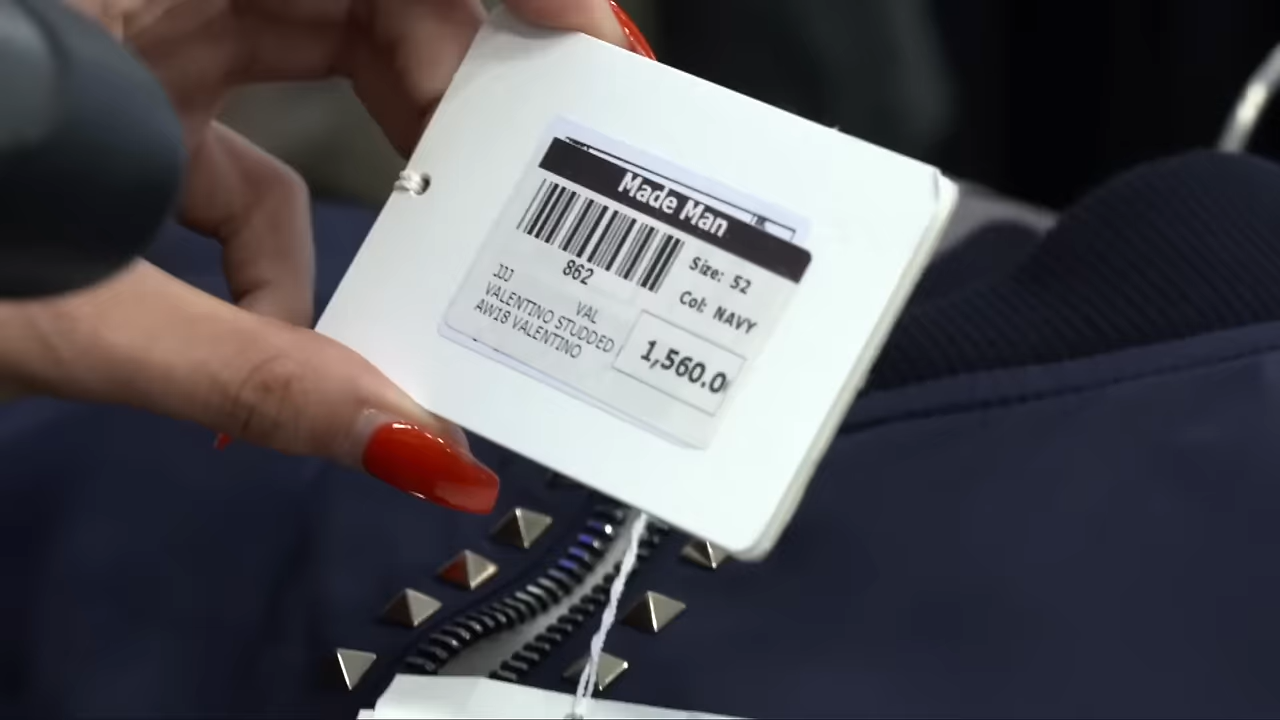 Made Man
Size: 52
862
Col: NAVY
JJJ
VAL
VALENTINO STUDDED
AW18 VALENTINO
1,560.0